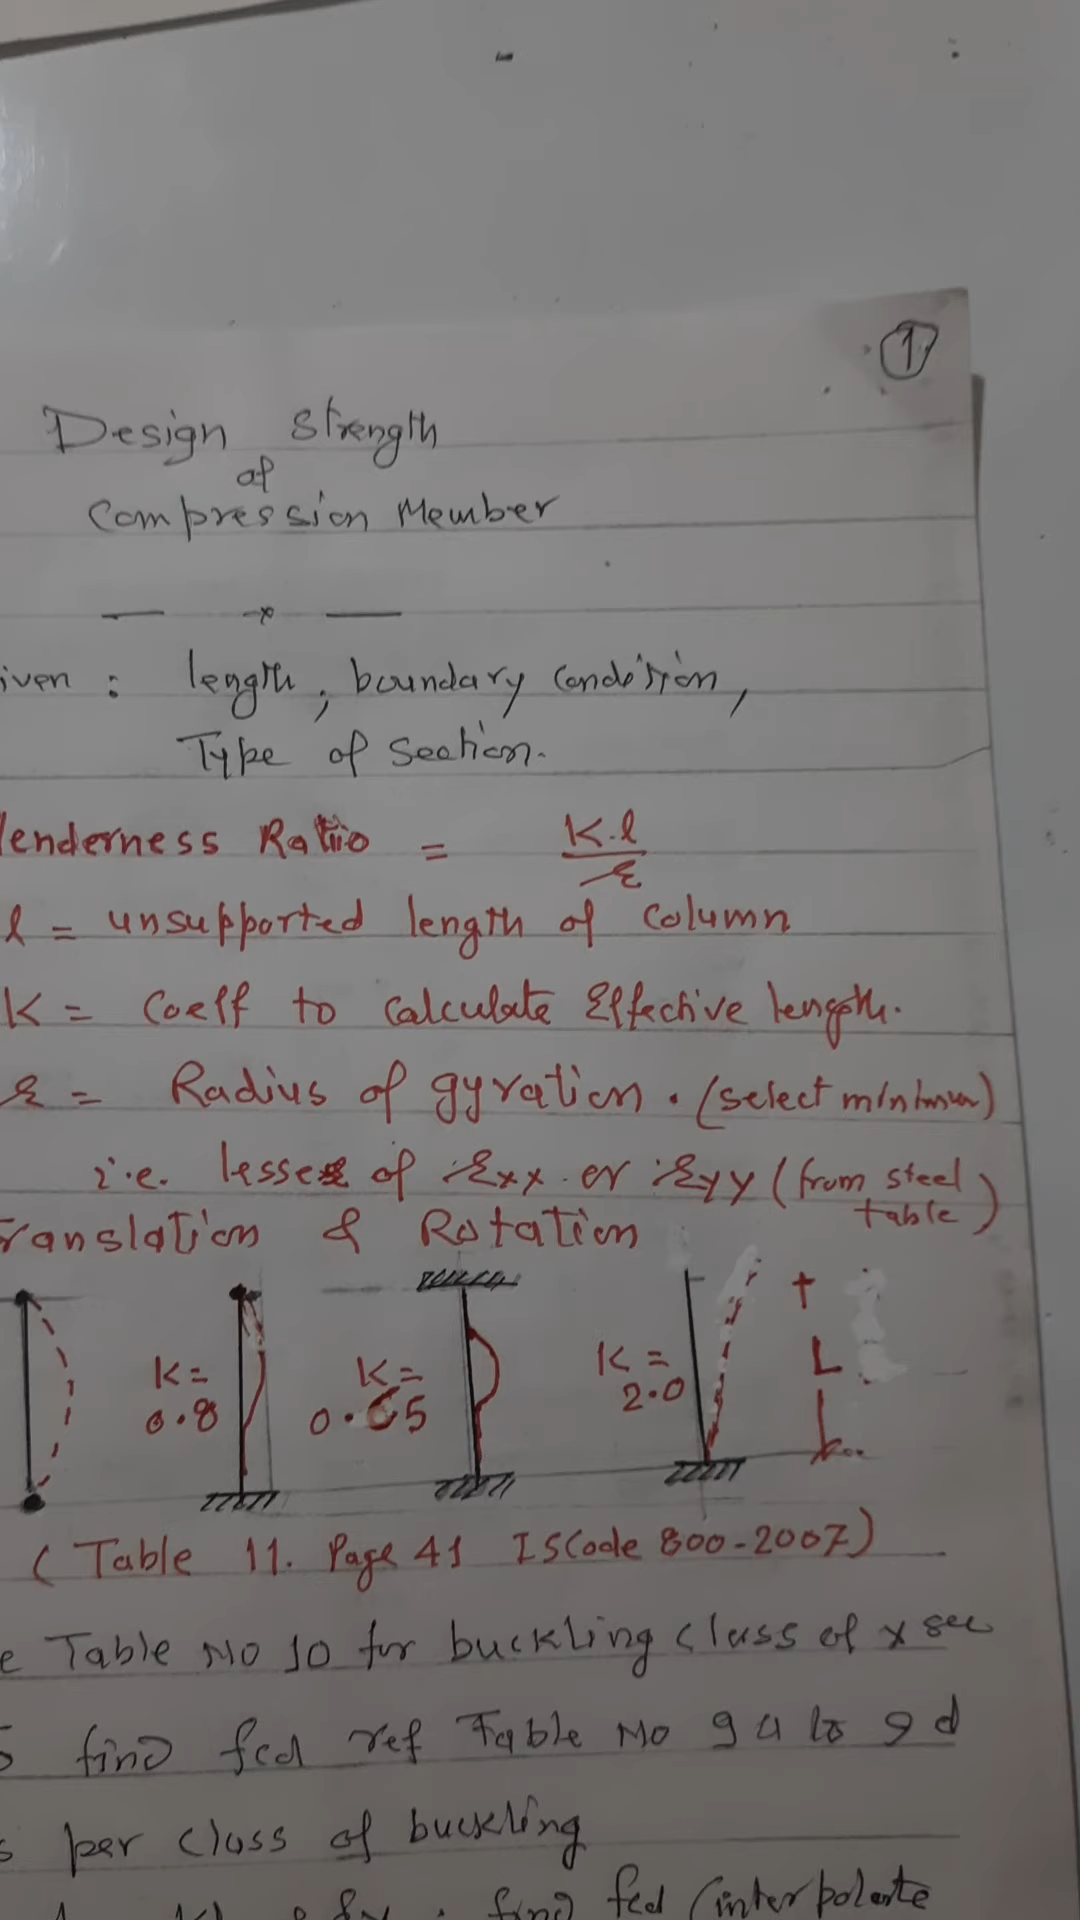 1
Design Strength
of
Compression Member
— x —
iven : length, boundary Condition,
Type of Section.
lenderness Ratio = K.l / r
l = unsupported length of Column
K = Coeff to Calculate Effective length.
r = Radius of gyration. (select minimum)
i.e. lesser of rxx or ryy (from steel table)
ranslation & Rotation
K = 0.8
K = 0.65
K = 2.0
(Table 11. Page 41 IS Code 800-2007)
e Table No 10 for buckling class of x sec
find fcd ref Table No 9a to 9d
s per class of buckling
find fcd (interpolate